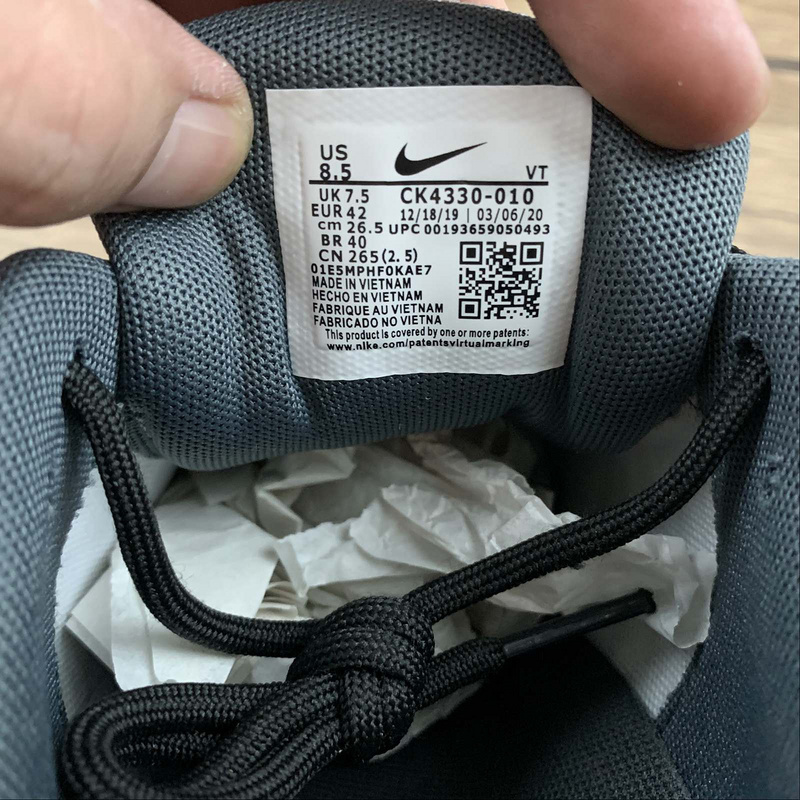 US
8.5
VT
UK 7.5 CK4330-010
EUR 42 12/18/19 | 03/06/20
cm 26.5 UPC 00193659050493
BR 40
CN 265(2.5)
01E5MPHF0KAE7
MADE IN VIETNAM
HECHO EN VIETNAM
FABRIQUE AU VIETNAM
FABRICADO NO VIETNA
This product is covered by one or more patents:
www.nike.com/patentsvirtualmarking